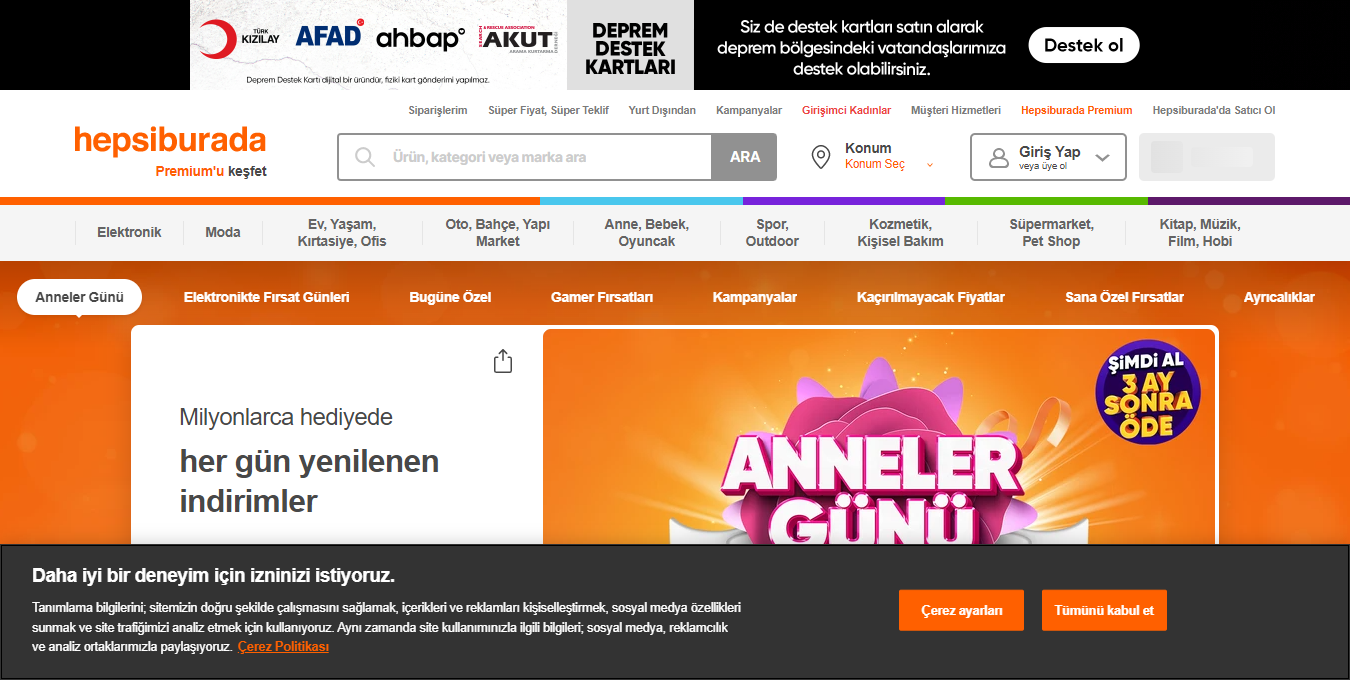 TÜRK
KIZILAY
AFAD
ahbap
SEARCH & RESCUE ASSOCIATION
AKUT
ARAMA KURTARMA DERNEĞİ
Deprem Destek Kartı dijital bir üründür, fiziki kart gönderimi yapılmaz.
DEPREM
DESTEK
KARTLARI
Siz de destek kartları satın alarak
deprem bölgesindeki vatandaşlarımıza
destek olabilirsiniz.
Destek ol
Siparişlerim Süper Fiyat, Süper Teklif Yurt Dışından Kampanyalar Girişimci Kadınlar Müşteri Hizmetleri Hepsiburada Premium Hepsiburada'da Satıcı Ol
hepsiburada
Premium'u keşfet
Ürün, kategori veya marka ara
ARA
Konum
Konum Seç
Giriş Yap
veya üye ol
Elektronik
Moda
Ev, Yaşam,
Kırtasiye, Ofis
Oto, Bahçe, Yapı
Market
Anne, Bebek,
Oyuncak
Spor,
Outdoor
Kozmetik,
Kişisel Bakım
Süpermarket,
Pet Shop
Kitap, Müzik,
Film, Hobi
Anneler Günü Elektronikte Fırsat Günleri Bugüne Özel Gamer Fırsatları Kampanyalar Kaçırılmayacak Fiyatlar Sana Özel Fırsatlar Ayrıcalıklar
Milyonlarca hediyede
her gün yenilenen
indirimler
ŞİMDİ AL
3 AY
SONRA
ÖDE
ANNELER
GÜNÜ
Daha iyi bir deneyim için izninizi istiyoruz.
Tanımlama bilgilerini; sitemizin doğru şekilde çalışmasını sağlamak, içerikleri ve reklamları kişiselleştirmek, sosyal medya özellikleri
sunmak ve site trafiğimizi analiz etmek için kullanıyoruz. Aynı zamanda site kullanımınızla ilgili bilgileri; sosyal medya, reklamcılık
ve analiz ortaklarımızla paylaşıyoruz. Çerez Politikası
Çerez ayarları
Tümünü kabul et